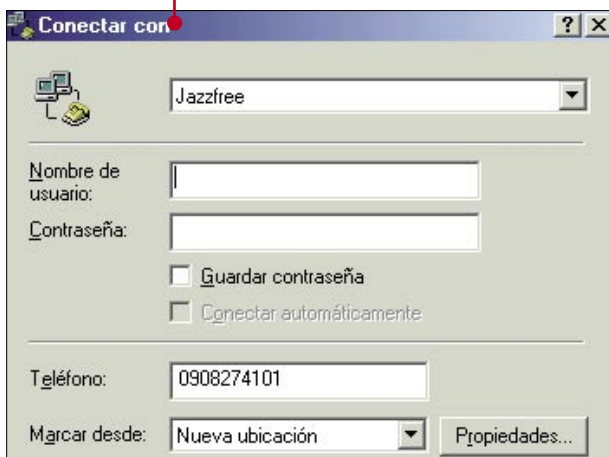 Conectar con
Jazzfree
Nombre de
usuario:
Contraseña:
Guardar contraseña
Conectar automáticamente
Teléfono:
0908274101
Marcar desde:
Nueva ubicación
Propiedades...